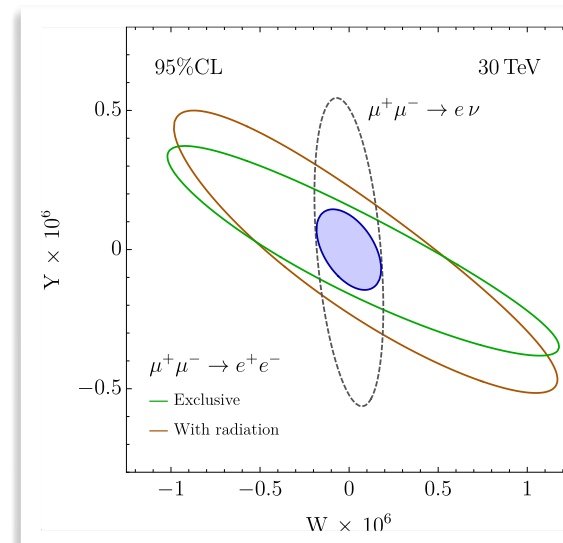 95%CL
30 TeV
μ⁺μ⁻ → e ν
0.5
0
−0.5
Y × 10⁶
μ⁺μ⁻ → e⁺e⁻
Exclusive
With radiation
−1
−0.5
0
0.5
1
W × 10⁶